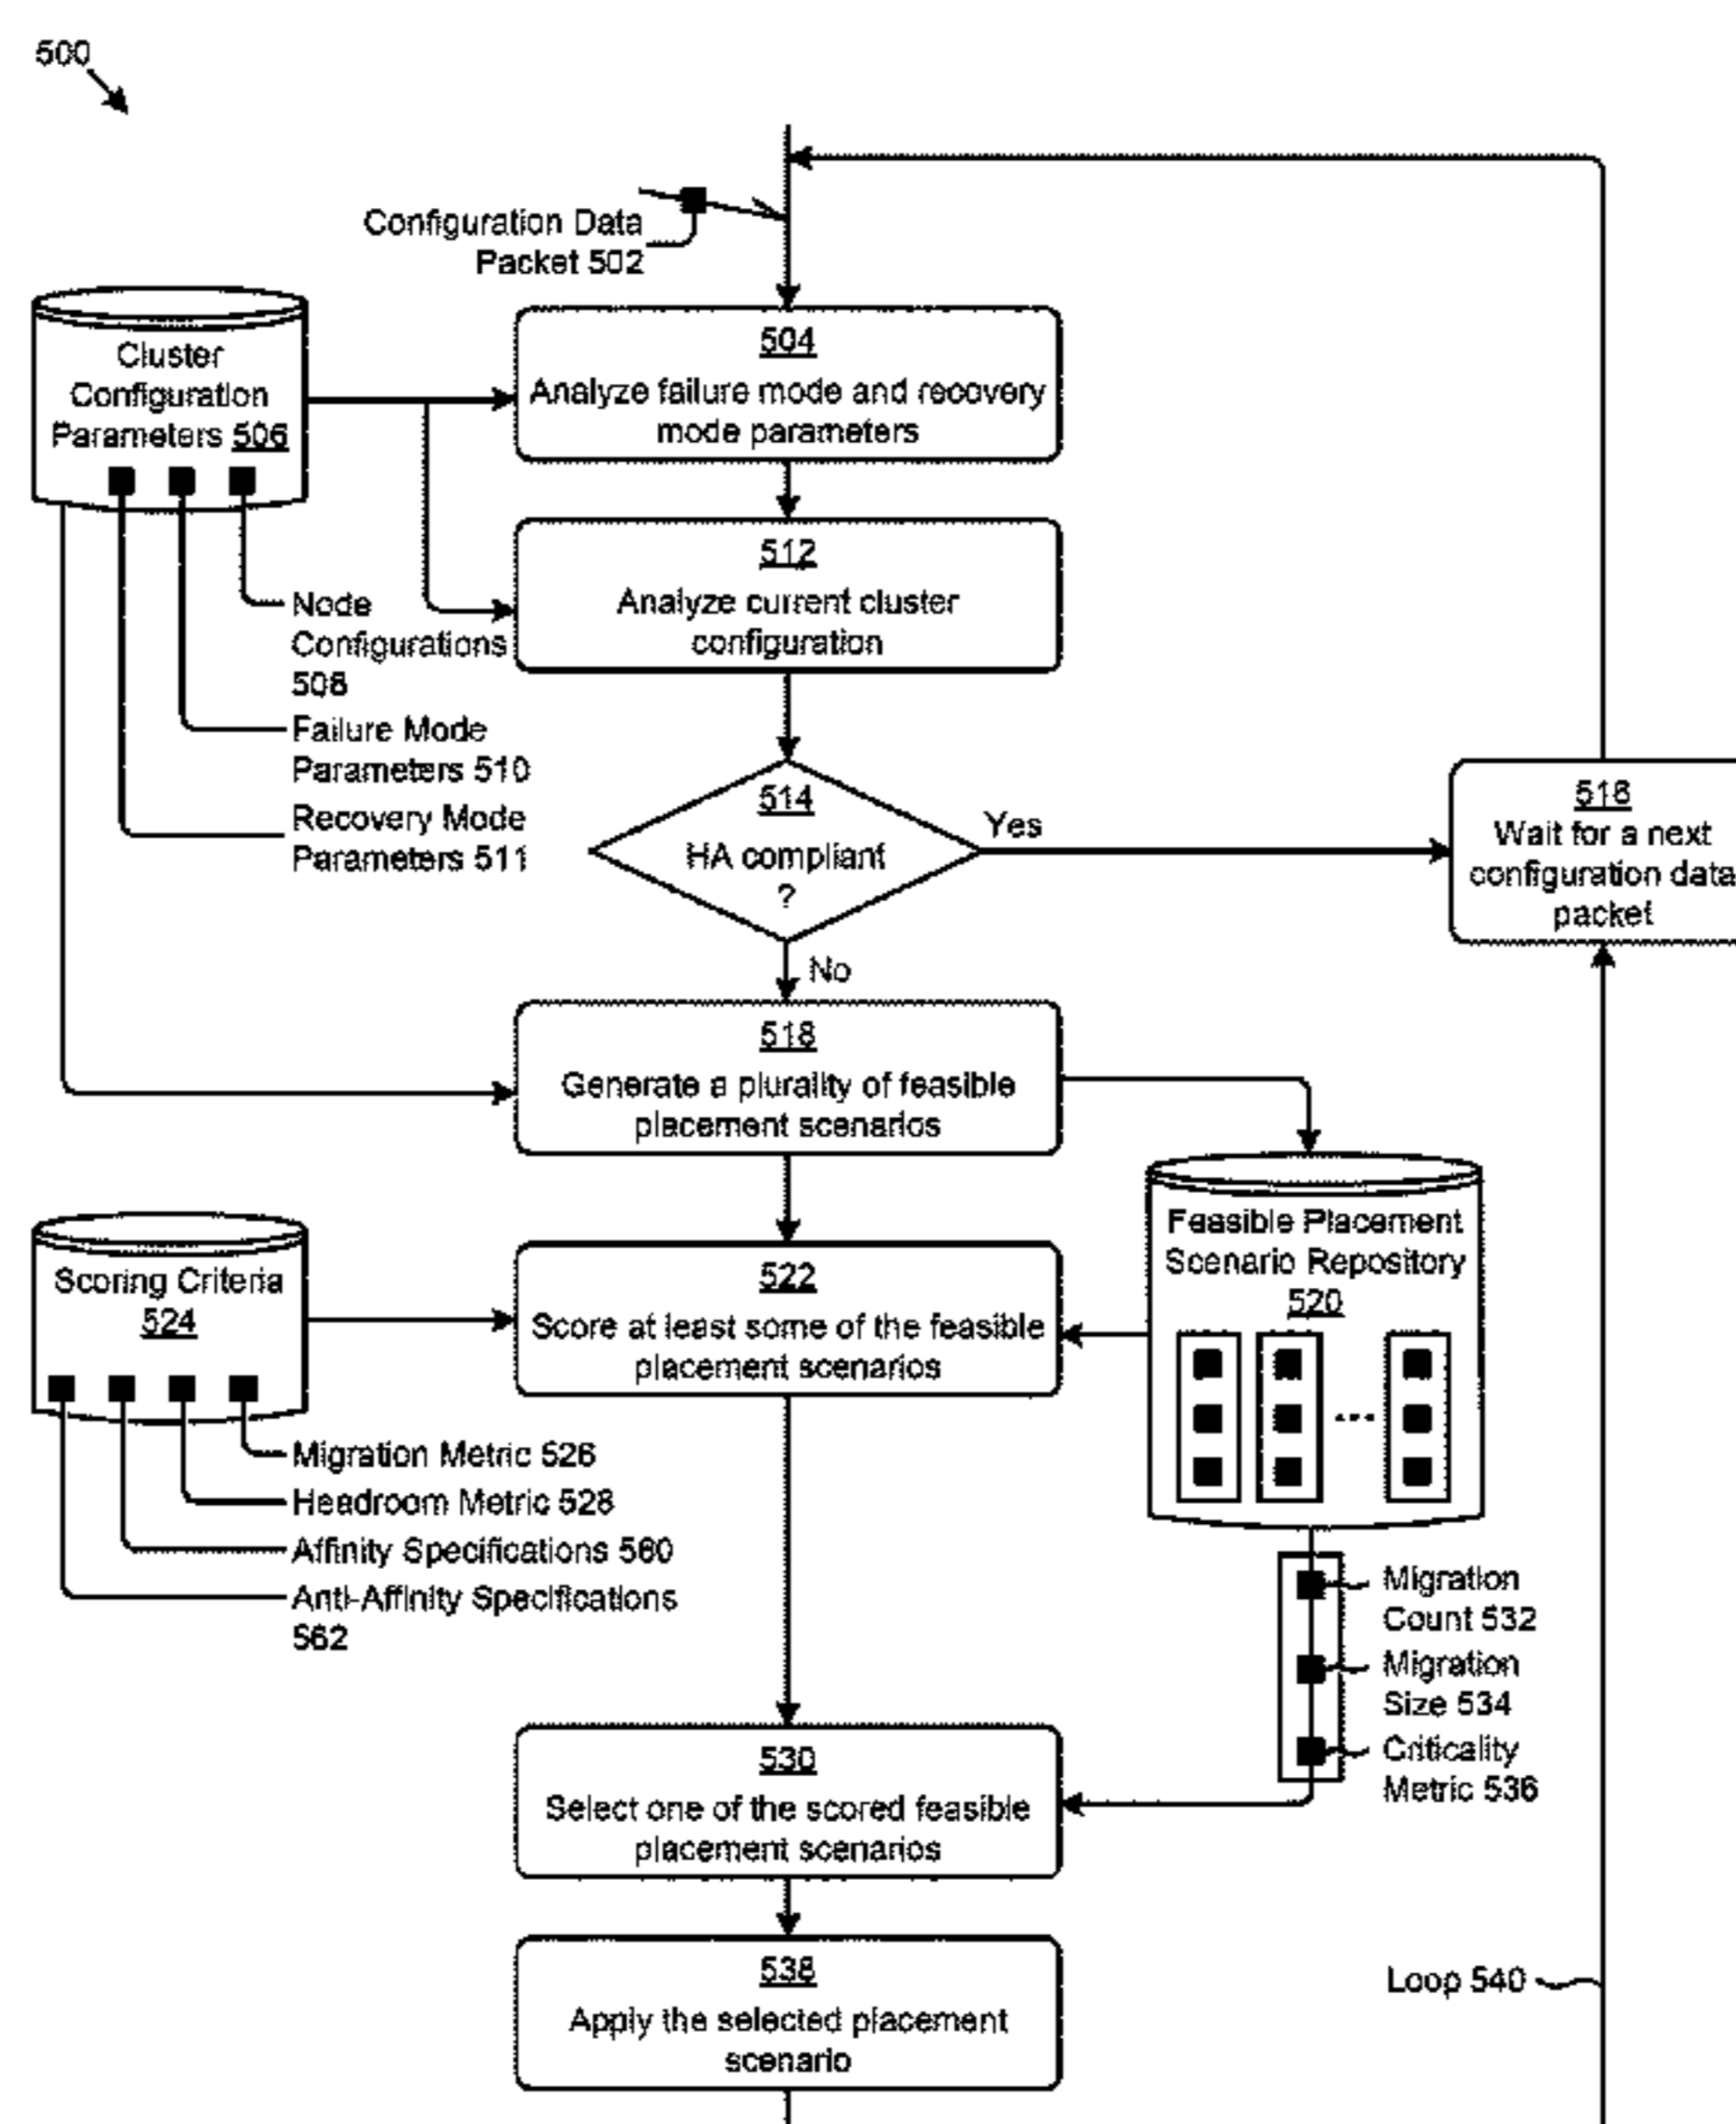 500
Configuration Data
Packet 502
Cluster
Configuration
Parameters 506
504
Analyze failure mode and recovery
mode parameters
512
Analyze current cluster
configuration
Node
Configurations
508
Failure Mode
Parameters 510
Recovery Mode
Parameters 511
514
HA compliant
?
Yes
No
516
Wait for a next
configuration data
packet
518
Generate a plurality of feasible
placement scenarios
Feasible Placement
Scenario Repository
520
...
Scoring Criteria
524
522
Score at least some of the feasible
placement scenarios
Migration Metric 526
Headroom Metric 528
Affinity Specifications 560
Anti-Affinity Specifications
562
Migration
Count 532
Migration
Size 534
Criticality
Metric 536
530
Select one of the scored feasible
placement scenarios
538
Apply the selected placement
scenario
Loop 540